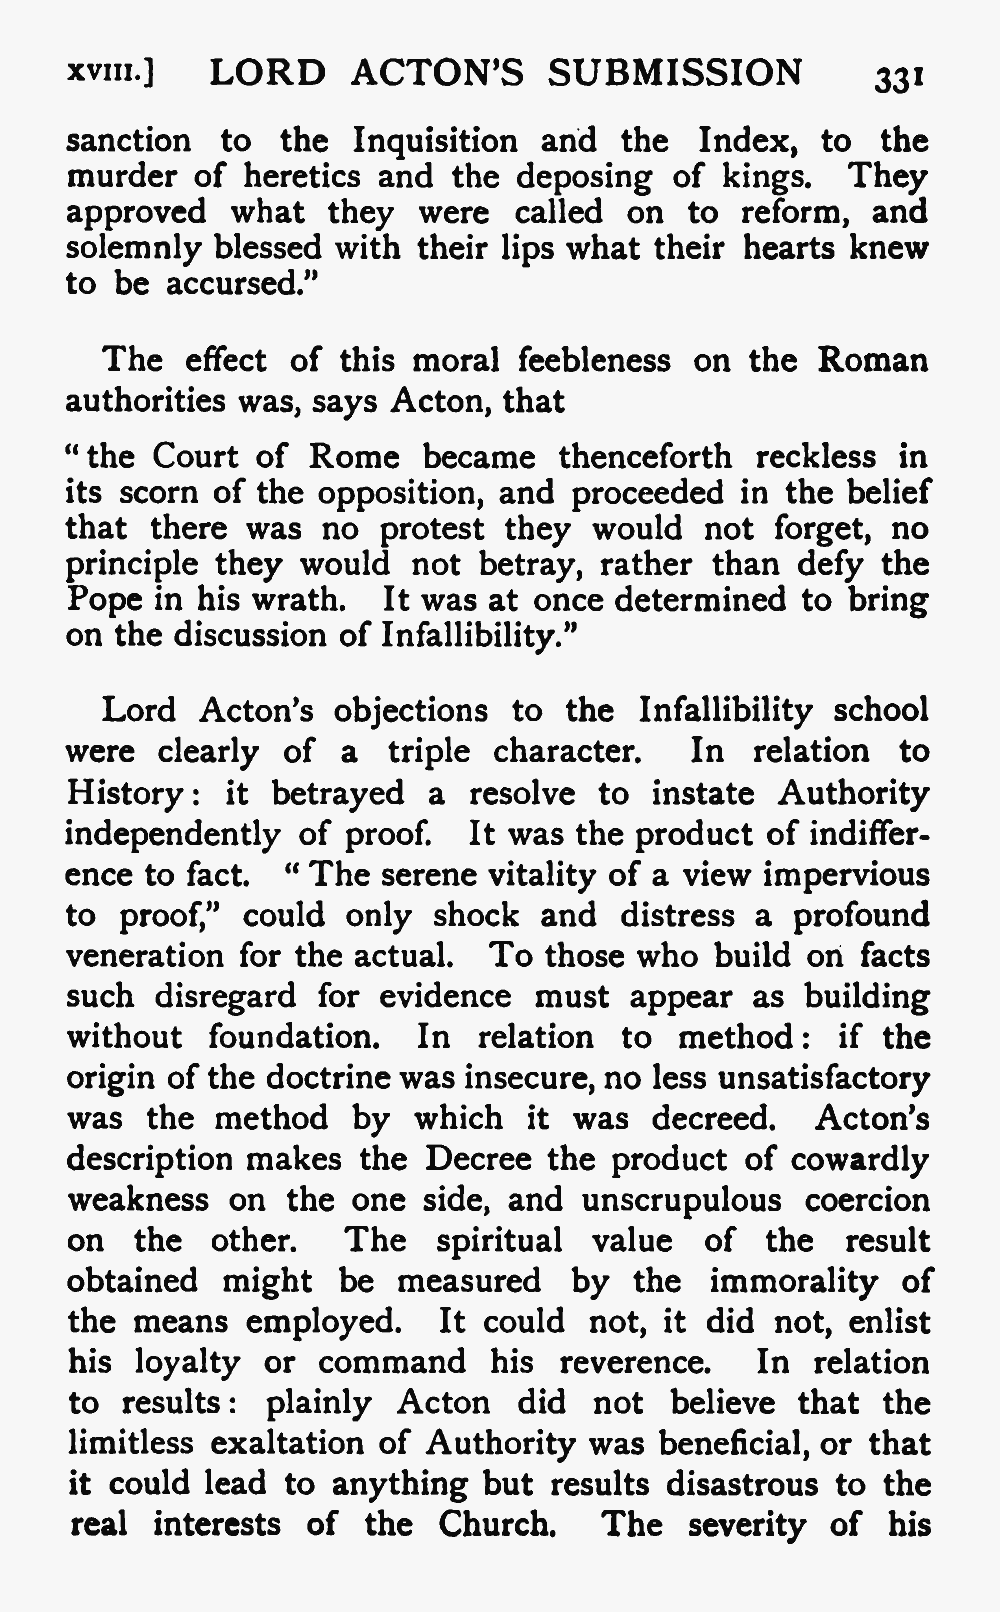 XVIII.] LORD ACTON'S SUBMISSION 331
sanction to the Inquisition and the Index, to the
murder of heretics and the deposing of kings. They
approved what they were called on to reform, and
solemnly blessed with their lips what their hearts knew
to be accursed.”
The effect of this moral feebleness on the Roman
authorities was, says Acton, that
“the Court of Rome became thenceforth reckless in
its scorn of the opposition, and proceeded in the belief
that there was no protest they would not forget, no
principle they would not betray, rather than defy the
Pope in his wrath. It was at once determined to bring
on the discussion of Infallibility.”
Lord Acton's objections to the Infallibility school
were clearly of a triple character. In relation to
History: it betrayed a resolve to instate Authority
independently of proof. It was the product of indiffer-
ence to fact. “The serene vitality of a view impervious
to proof,” could only shock and distress a profound
veneration for the actual. To those who build on facts
such disregard for evidence must appear as building
without foundation. In relation to method: if the
origin of the doctrine was insecure, no less unsatisfactory
was the method by which it was decreed. Acton's
description makes the Decree the product of cowardly
weakness on the one side, and unscrupulous coercion
on the other. The spiritual value of the result
obtained might be measured by the immorality of
the means employed. It could not, it did not, enlist
his loyalty or command his reverence. In relation
to results: plainly Acton did not believe that the
limitless exaltation of Authority was beneficial, or that
it could lead to anything but results disastrous to the
real interests of the Church. The severity of his